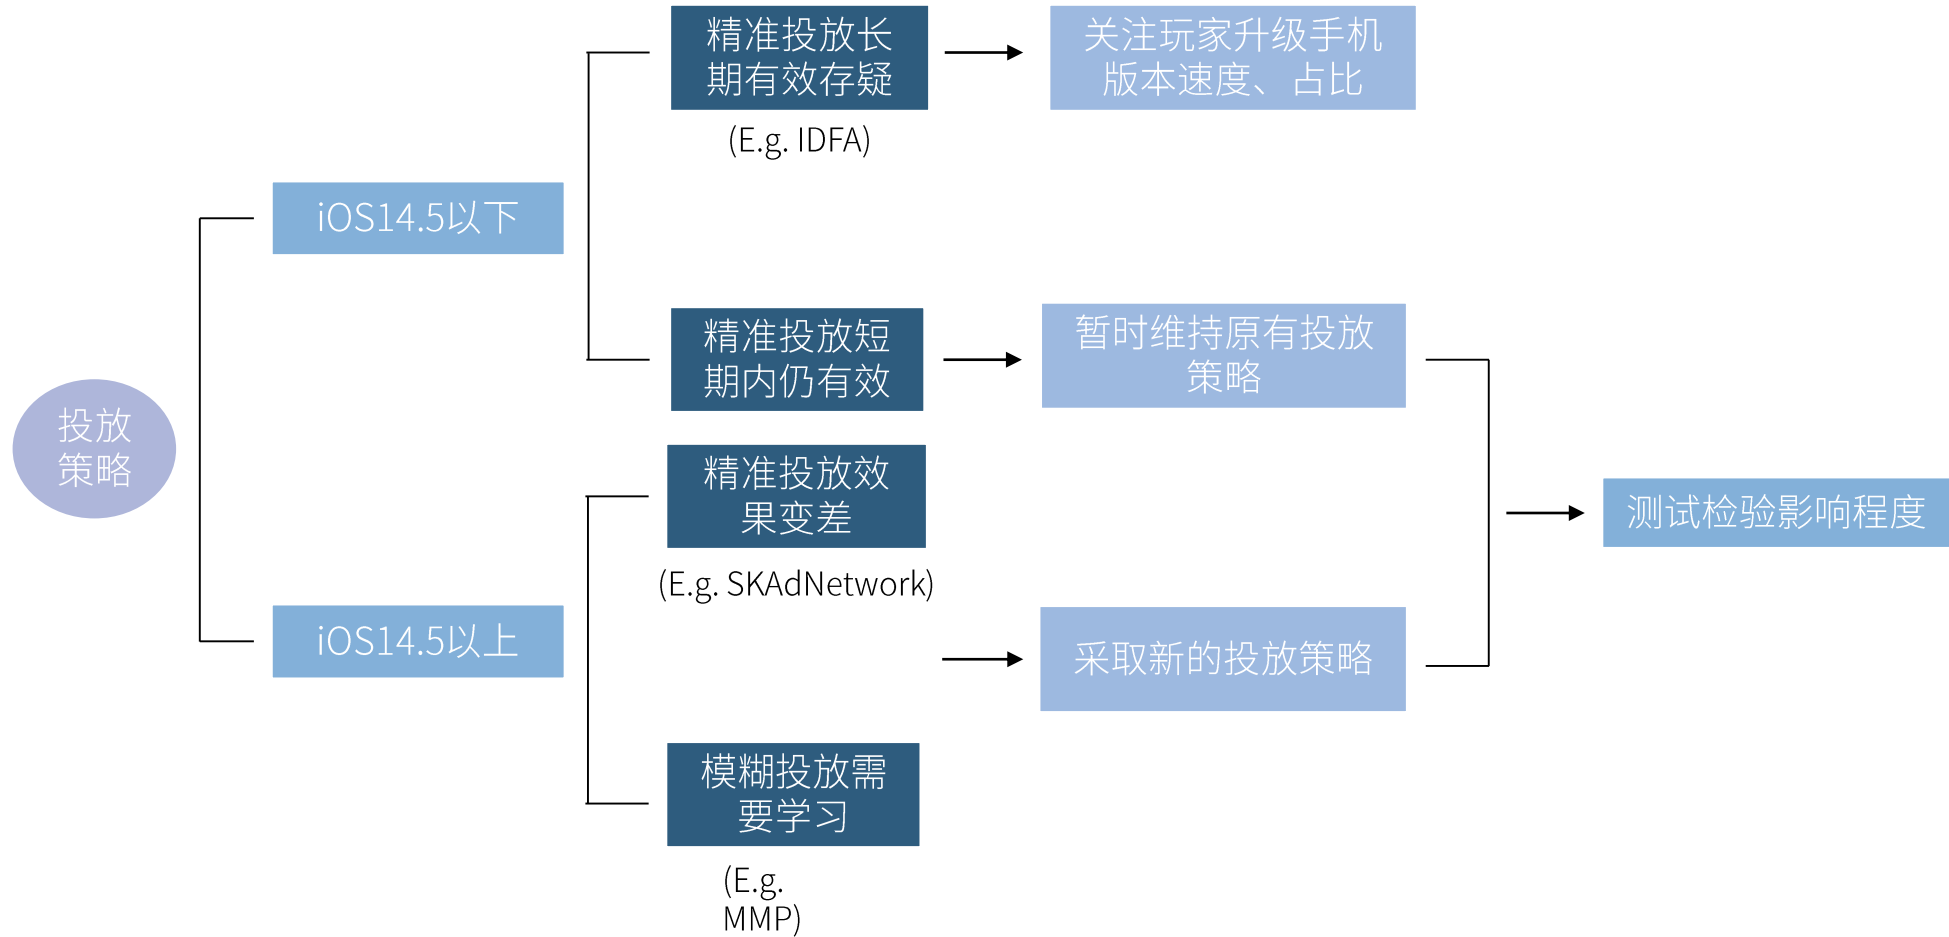 投放
策略
iOS14.5以下
iOS14.5以上
精准投放长
期有效存疑
(E.g. IDFA)
关注玩家升级手机
版本速度、占比
精准投放短
期内仍有效
暂时维持原有投放
策略
精准投放效
果变差
(E.g. SKAdNetwork)
采取新的投放策略
模糊投放需
要学习
(E.g.
MMP)
测试检验影响程度